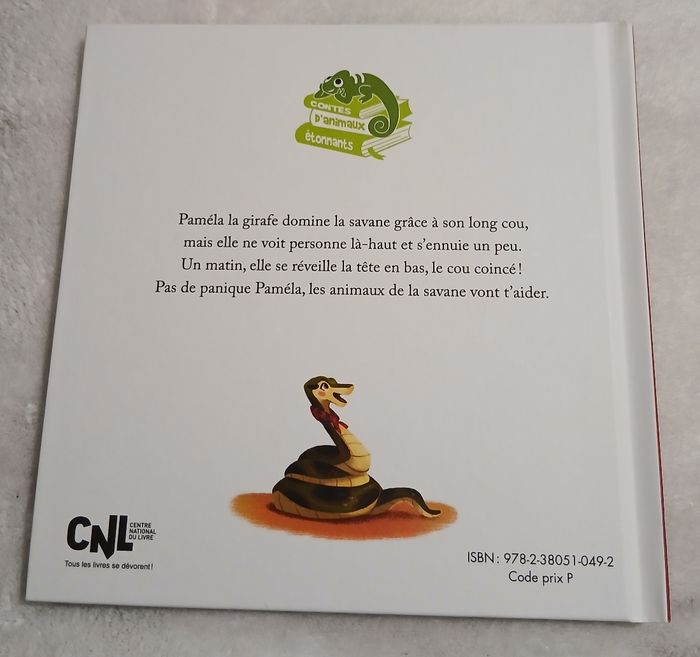 CONTES
D'animaux
étonnants
Paméla la girafe domine la savane grâce à son long cou,
mais elle ne voit personne là-haut et s'ennuie un peu.
Un matin, elle se réveille la tête en bas, le cou coincé !
Pas de panique Paméla, les animaux de la savane vont t'aider.
CNL
CENTRE
NATIONAL
DU LIVRE
Tous les livres se dévorent !
ISBN : 978-2-38051-049-2
Code prix P